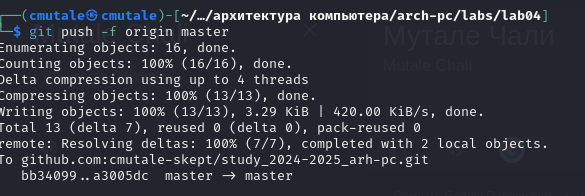 ┌──(cmutale㉿cmutale)-[~/…/архитектура компьютера/arch-pc/labs/lab04]
└─$ git push -f origin master
Enumerating objects: 16, done.
Counting objects: 100% (16/16), done.
Delta compression using up to 4 threads
Compressing objects: 100% (13/13), done.
Writing objects: 100% (13/13), 3.29 KiB | 420.00 KiB/s, done.
Total 13 (delta 7), reused 0 (delta 0), pack-reused 0
remote: Resolving deltas: 100% (7/7), completed with 2 local objects.
To github.com:cmutale-skept/study_2024-2025_arh-pc.git
   bb34099..a3005dc  master -> master
Мутале Чали
Mutale Chali